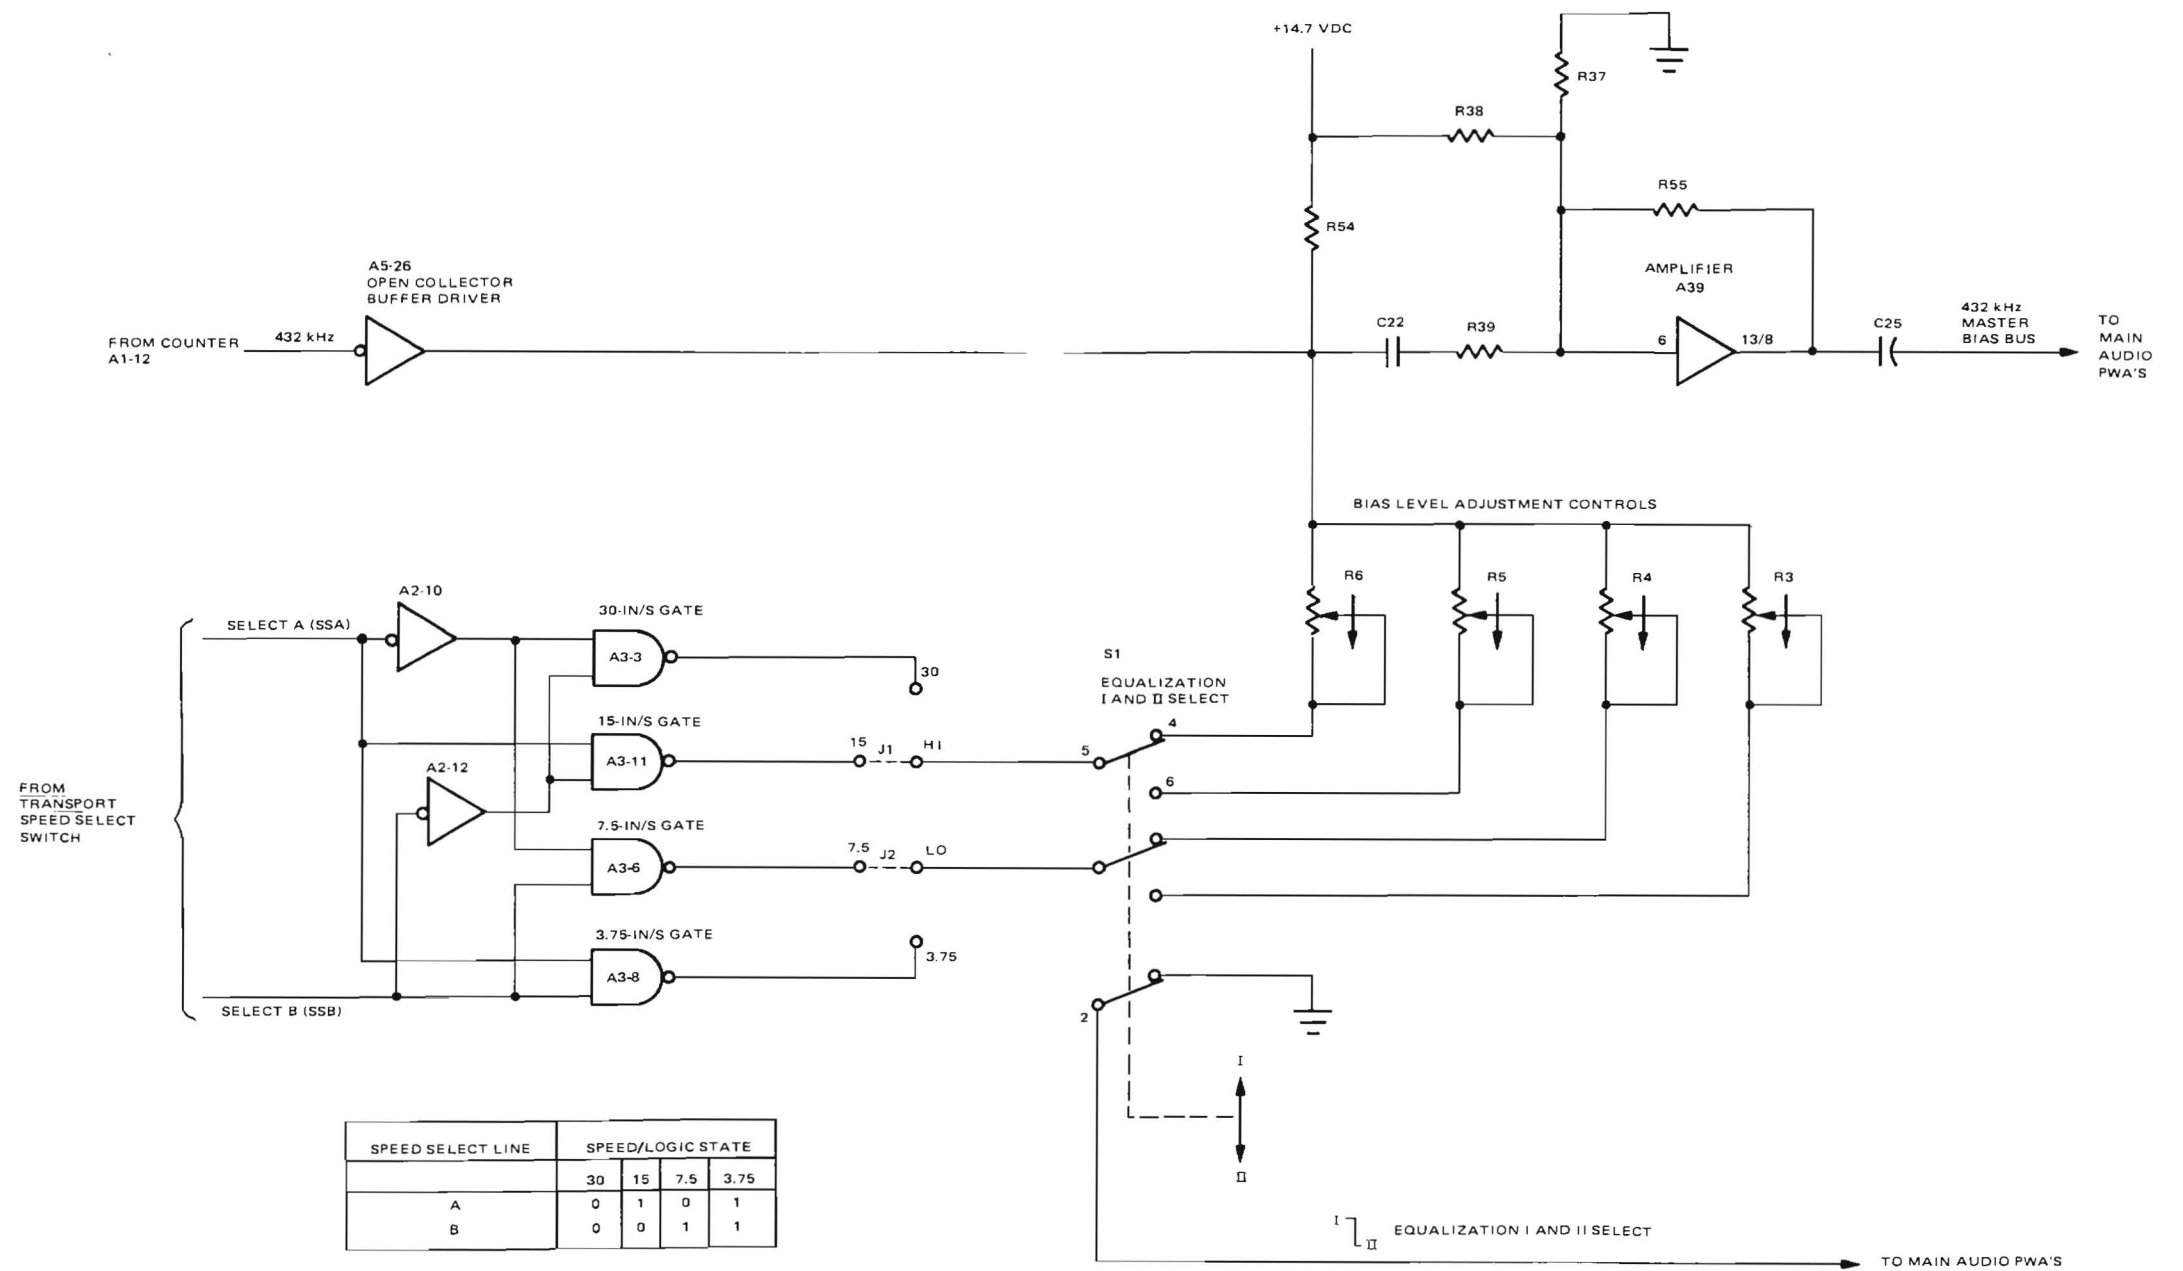 +14.7 VDC
R37
R38
R55
R54
A5-26
OPEN COLLECTOR
BUFFER DRIVER
AMPLIFIER
A39
FROM COUNTER
A1-12
432 kHz
C22
R39
6
13/8
C25
432 kHz
MASTER
BIAS BUS
TO
MAIN
AUDIO
PWA'S
BIAS LEVEL ADJUSTMENT CONTROLS
R6
R5
R4
R3
A2-10
SELECT A (SSA)
30-IN/S GATE
A3-3
30
S1
EQUALIZATION
I AND II SELECT
15-IN/S GATE
A3-11
15
J1
HI
5
4
6
A2-12
FROM
TRANSPORT
SPEED SELECT
SWITCH
7.5-IN/S GATE
A3-6
7.5
J2
LO
3.75-IN/S GATE
A3-8
3.75
SELECT B (SSB)
2
I
II
SPEED SELECT LINE
SPEED/LOGIC STATE
30 15 7.5 3.75
A 0 1 0 1
B 0 0 1 1
I
II
EQUALIZATION I AND II SELECT
TO MAIN AUDIO PWA'S